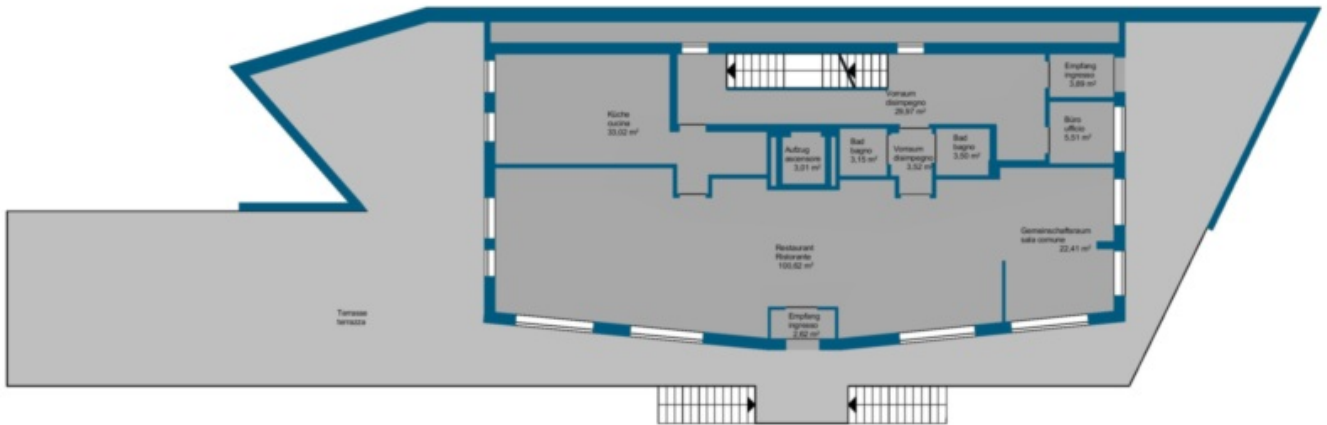 Empfang
ingresso
3,69 m²
Küche
cucina
33,02 m²
Vorraum
disimpegno
29,97 m²
Büro
ufficio
5,51 m²
Aufzug
ascensore
3,01 m²
Bad
bagno
3,15 m²
Vorraum
disimpegno
3,52 m²
Bad
bagno
3,50 m²
Restaurant
Ristorante
100,62 m²
Gemeinschaftsraum
sala comune
22,41 m²
Terrasse
terrazza
Empfang
ingresso
2,62 m²